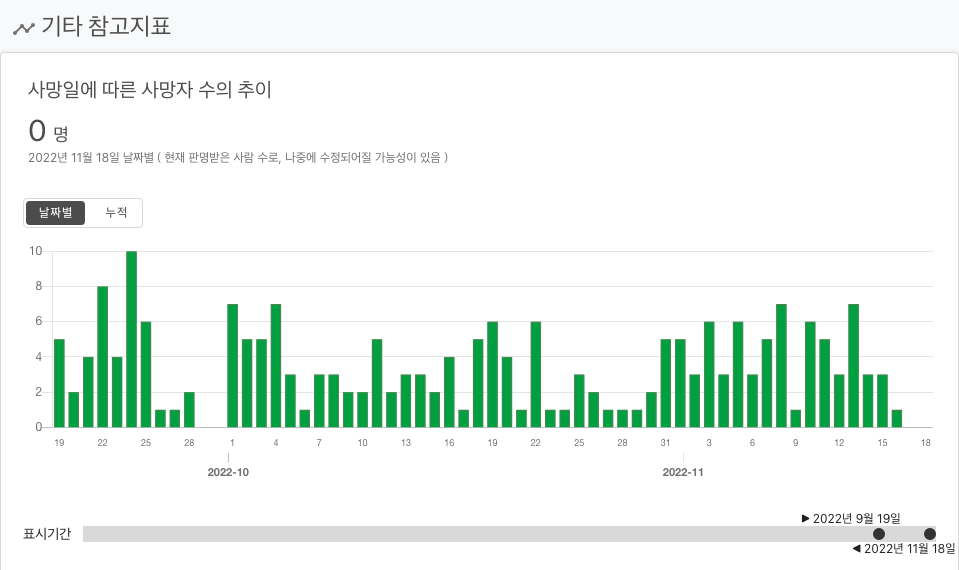 기타 참고지표
사망일에 따른 사망자 수의 추이
0 명
2022년 11월 18일 날짜별 ( 현재 판명받은 사람 수로, 나중에 수정되어질 가능성이 있음 )
날짜별 누적
10
8
6
4
2
0
19 22 25 28 1 4 7 10 13 16 19 22 25 28 31 3 6 9 12 15 18
2022-10 2022-11
▶ 2022년 9월 19일
표시기간
◀ 2022년 11월 18일